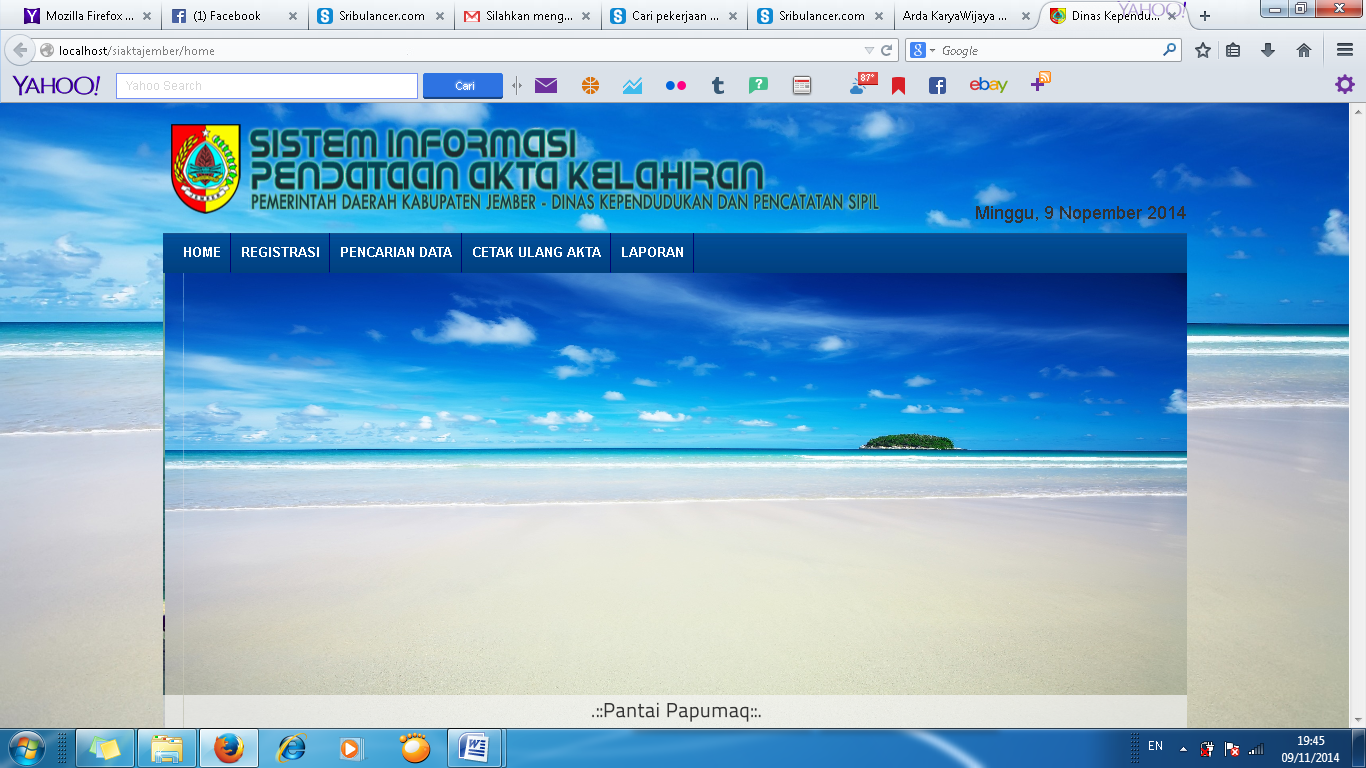 Mozilla Firefox ...
(1) Facebook
Sribulancer.com
Silahkan meng...
Cari pekerjaan ...
Sribulancer.com
Arda KaryaWijaya ...
Dinas Kependu...
YAHOO!
localhost/siaktajember/home
Google
YAHOO!
Yahoo Search
Cari
87°
ebay
SISTEM INFORMASI
PENDATAAN AKTA KELAHIRAN
PEMERINTAH DAERAH KABUPATEN JEMBER - DINAS KEPENDUDUKAN DAN PENCATATAN SIPIL
Minggu, 9 Nopember 2014
HOME REGISTRASI PENCARIAN DATA CETAK ULANG AKTA LAPORAN
.::Pantai Papumaq::.
EN
19:45
09/11/2014